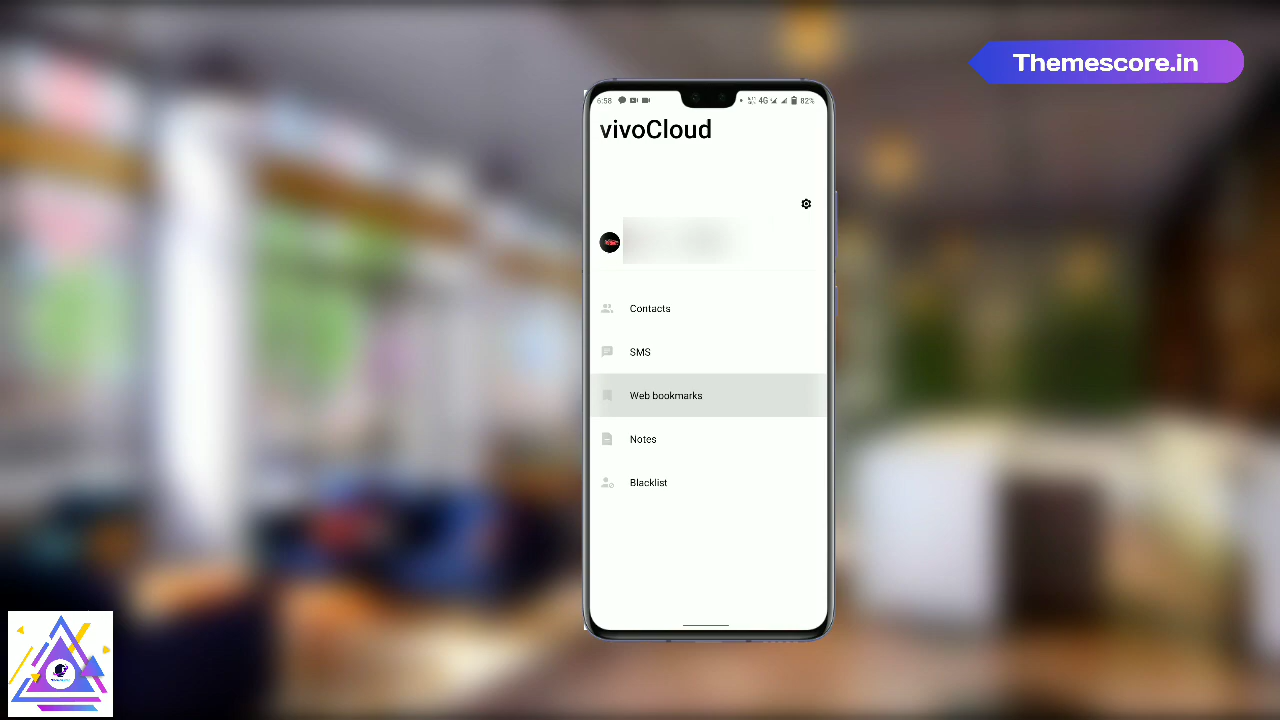 Themescore.in
6:58
4G
82%
vivoCloud
Contacts
SMS
Web bookmarks
Notes
Blacklist